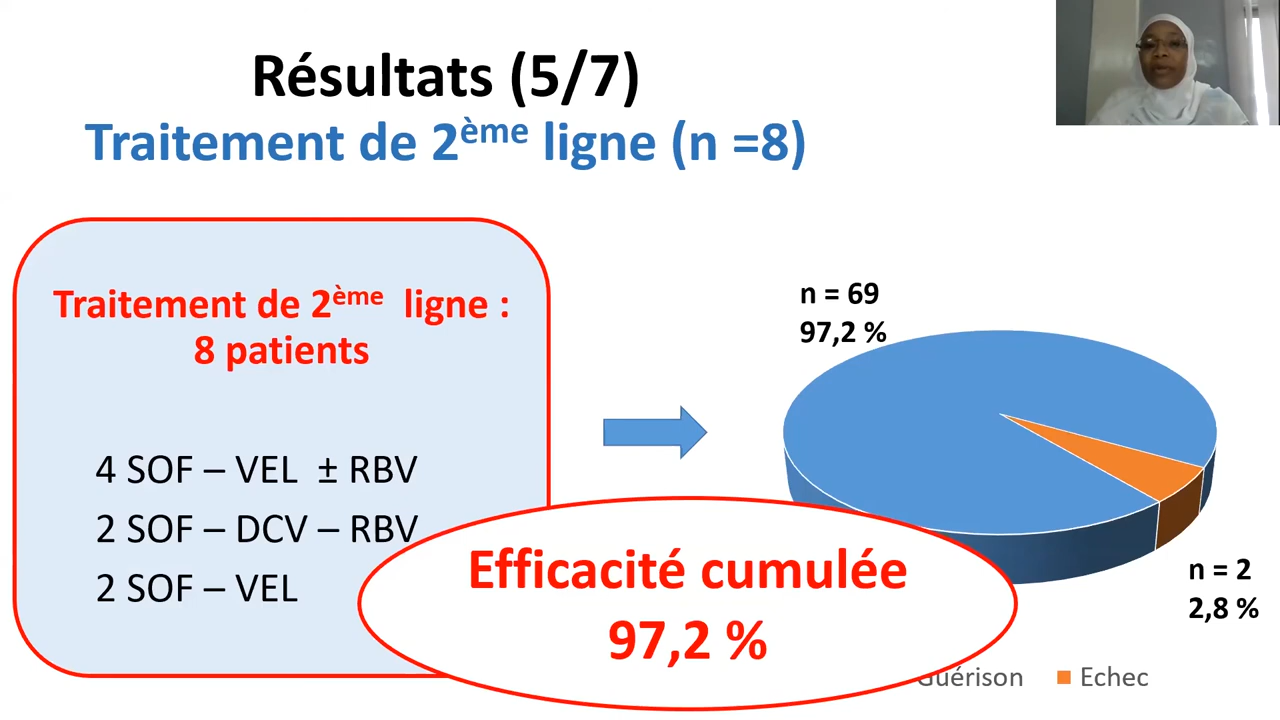 Résultats (5/7)
Traitement de 2ème ligne (n =8)
Traitement de 2ème ligne :
8 patients
4 SOF – VEL ± RBV
2 SOF – DCV – RBV
2 SOF – VEL
n = 69
97,2 %
Efficacité cumulée
97,2 %
n = 2
2,8 %
Guérison
Echec